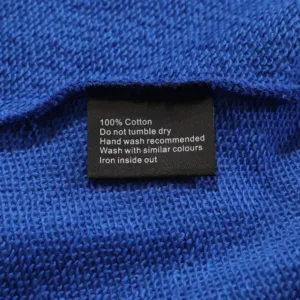 100% Cotton
Do not tumble dry
Hand wash recommended
Wash with similar colours
Iron inside out